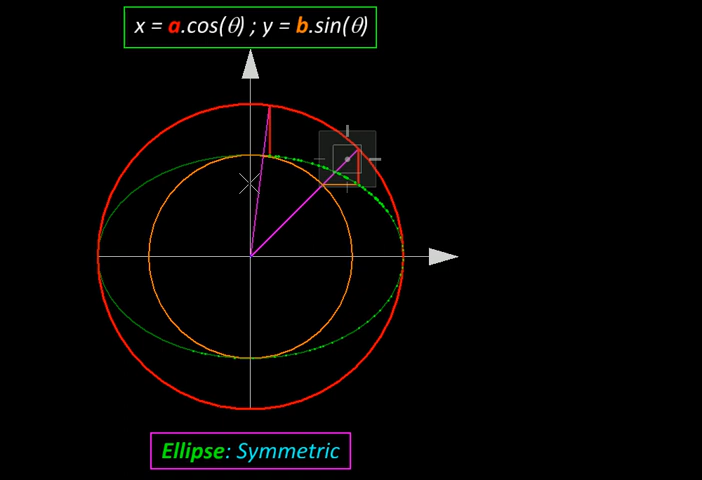 x = a.cos(θ) ; y = b.sin(θ)
Ellipse: Symmetric